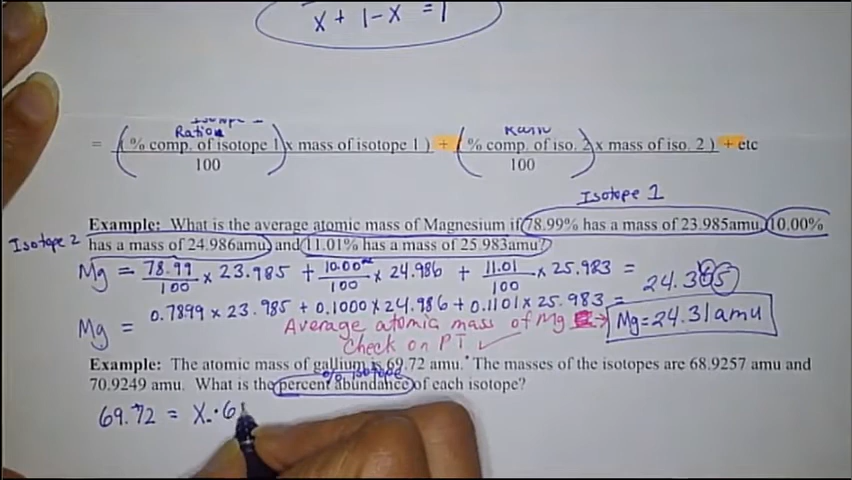 x + 1-x = 1
Ratio
= ( % comp. of isotope 1 x mass of isotope 1 ) + ( % comp. of iso. 2 x mass of iso. 2 ) + etc
100 100
Isotope 1
Example: What is the average atomic mass of Magnesium if 78.99% has a mass of 23.985amu, 10.00%
Isotope 2 has a mass of 24.986amu and 11.01% has a mass of 25.983amu?
Mg = 78.99/100 x 23.985 + 10.00/100 x 24.986 + 11.01/100 x 25.983 = 24.305
Mg = 0.7899 x 23.985 + 0.1000 x 24.986 + 0.1101 x 25.983 =
Mg = 24.31 amu
Average atomic mass of Mg
Check on PT ✓
Example: The atomic mass of gallium is 69.72 amu. The masses of the isotopes are 68.9257 amu and
% isotope
70.9249 amu. What is the percent abundance of each isotope?
69.72 = X · 6